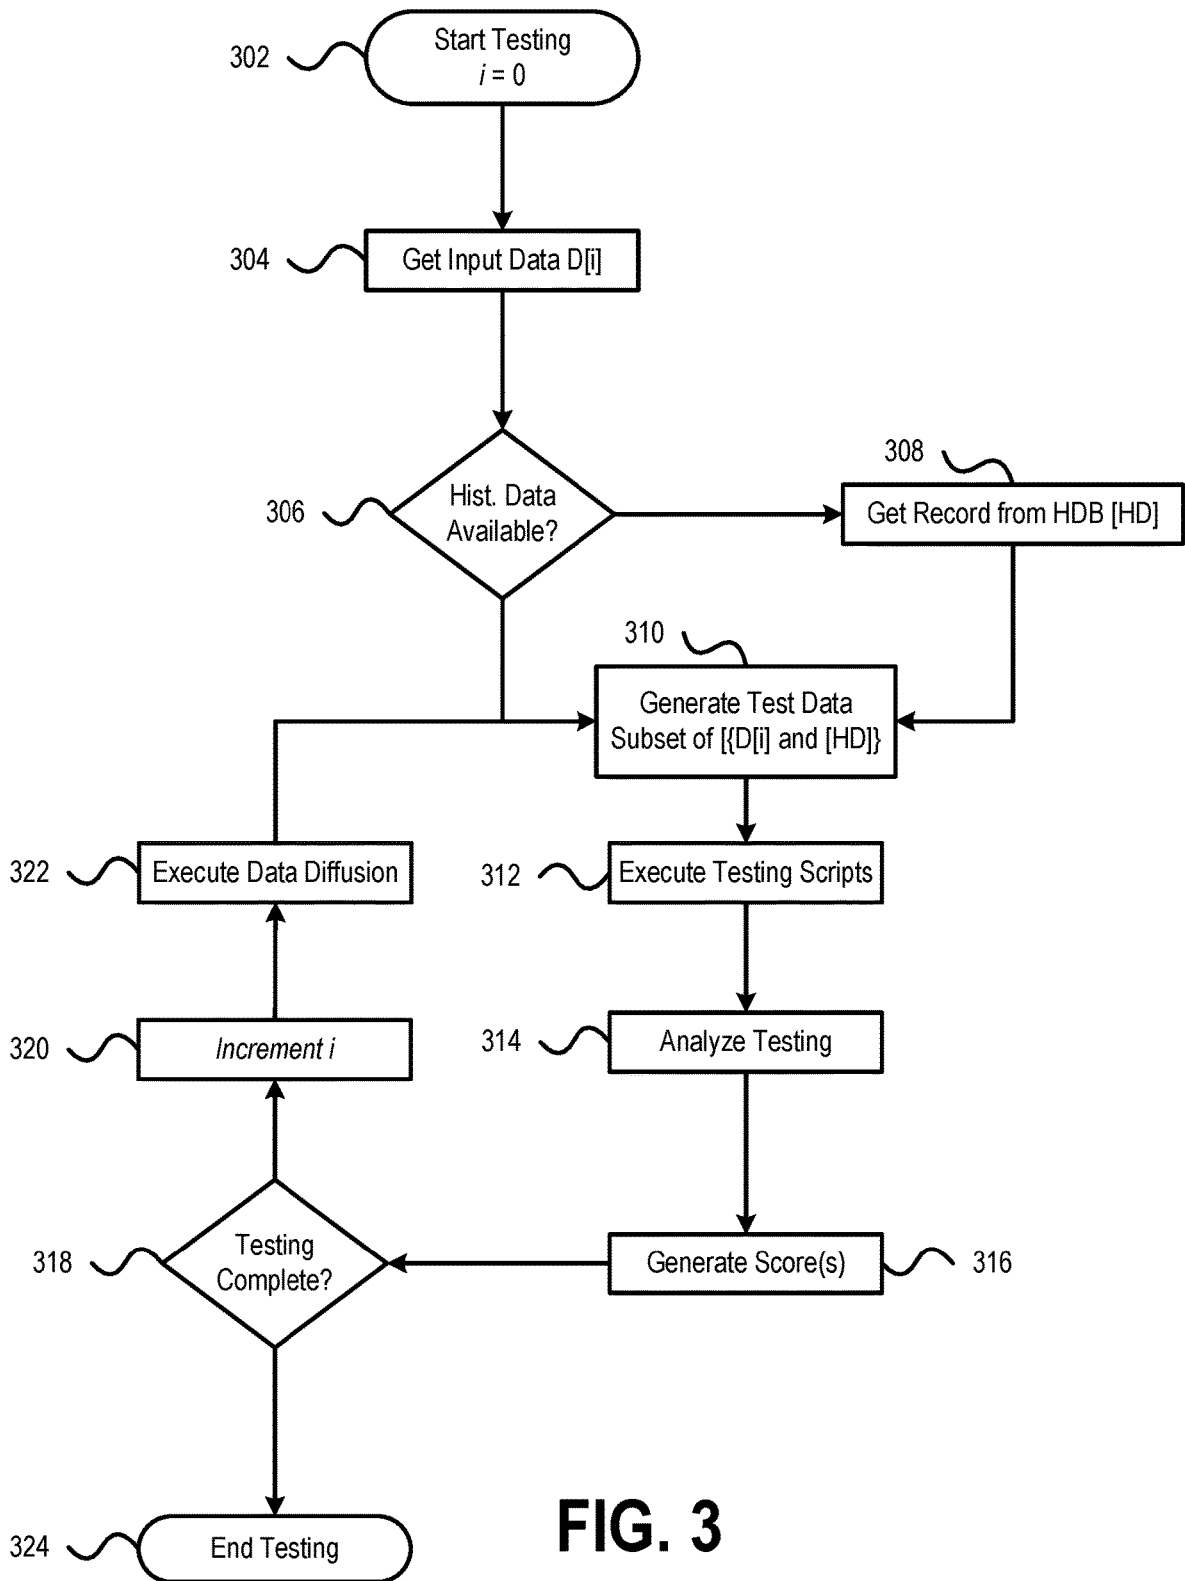 302
Start Testing
i = 0
304
Get Input Data D[i]
306
Hist. Data
Available?
308
Get Record from HDB [HD]
310
Generate Test Data
Subset of [{D[i] and [HD]}
322
Execute Data Diffusion
312
Execute Testing Scripts
320
Increment i
314
Analyze Testing
318
Testing
Complete?
Generate Score(s)
316
324
End Testing
FIG. 3